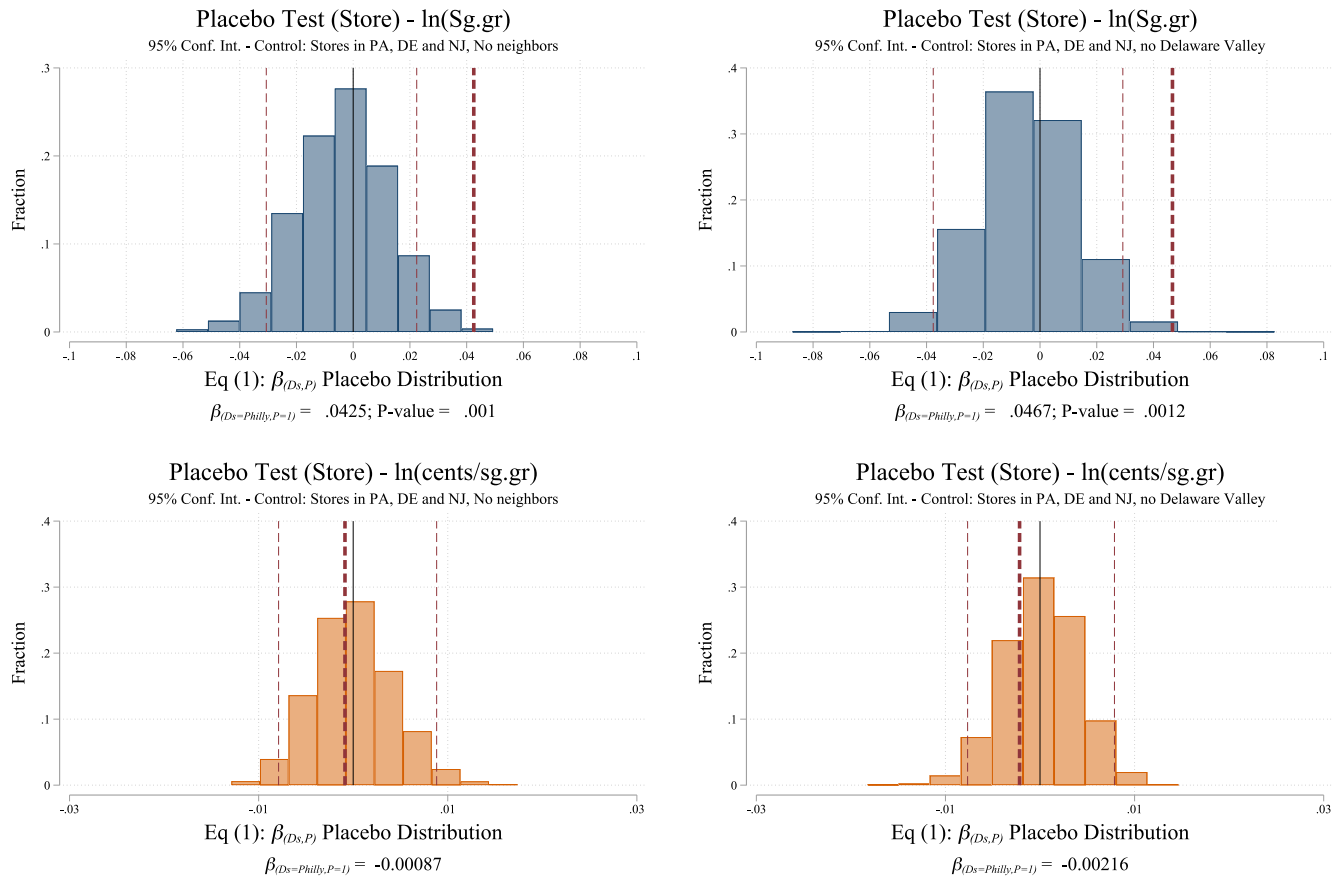 Placebo Test (Store) - ln(Sg.gr)
95% Conf. Int. - Control: Stores in PA, DE and NJ, No neighbors
.3
.2
.1
0
Fraction
-.1 -.08 -.06 -.04 -.02 0 .02 .04 .06 .08 .1
Eq (1): β(Ds,P) Placebo Distribution
β(Ds=Philly,P=1) = .0425; P-value = .001
Placebo Test (Store) - ln(Sg.gr)
95% Conf. Int. - Control: Stores in PA, DE and NJ, no Delaware Valley
.4
.3
.2
.1
0
Fraction
-.1 -.08 -.06 -.04 -.02 0 .02 .04 .06 .08 .1
Eq (1): β(Ds,P) Placebo Distribution
β(Ds=Philly,P=1) = .0467; P-value = .0012
Placebo Test (Store) - ln(cents/sg.gr)
95% Conf. Int. - Control: Stores in PA, DE and NJ, No neighbors
.4
.3
.2
.1
0
Fraction
-.03 -.01 .01 .03
Eq (1): β(Ds,P) Placebo Distribution
β(Ds=Philly,P=1) = -0.00087
Placebo Test (Store) - ln(cents/sg.gr)
95% Conf. Int. - Control: Stores in PA, DE and NJ, no Delaware Valley
.4
.3
.2
.1
0
Fraction
-.03 -.01 .01 .03
Eq (1): β(Ds,P) Placebo Distribution
β(Ds=Philly,P=1) = -0.00216